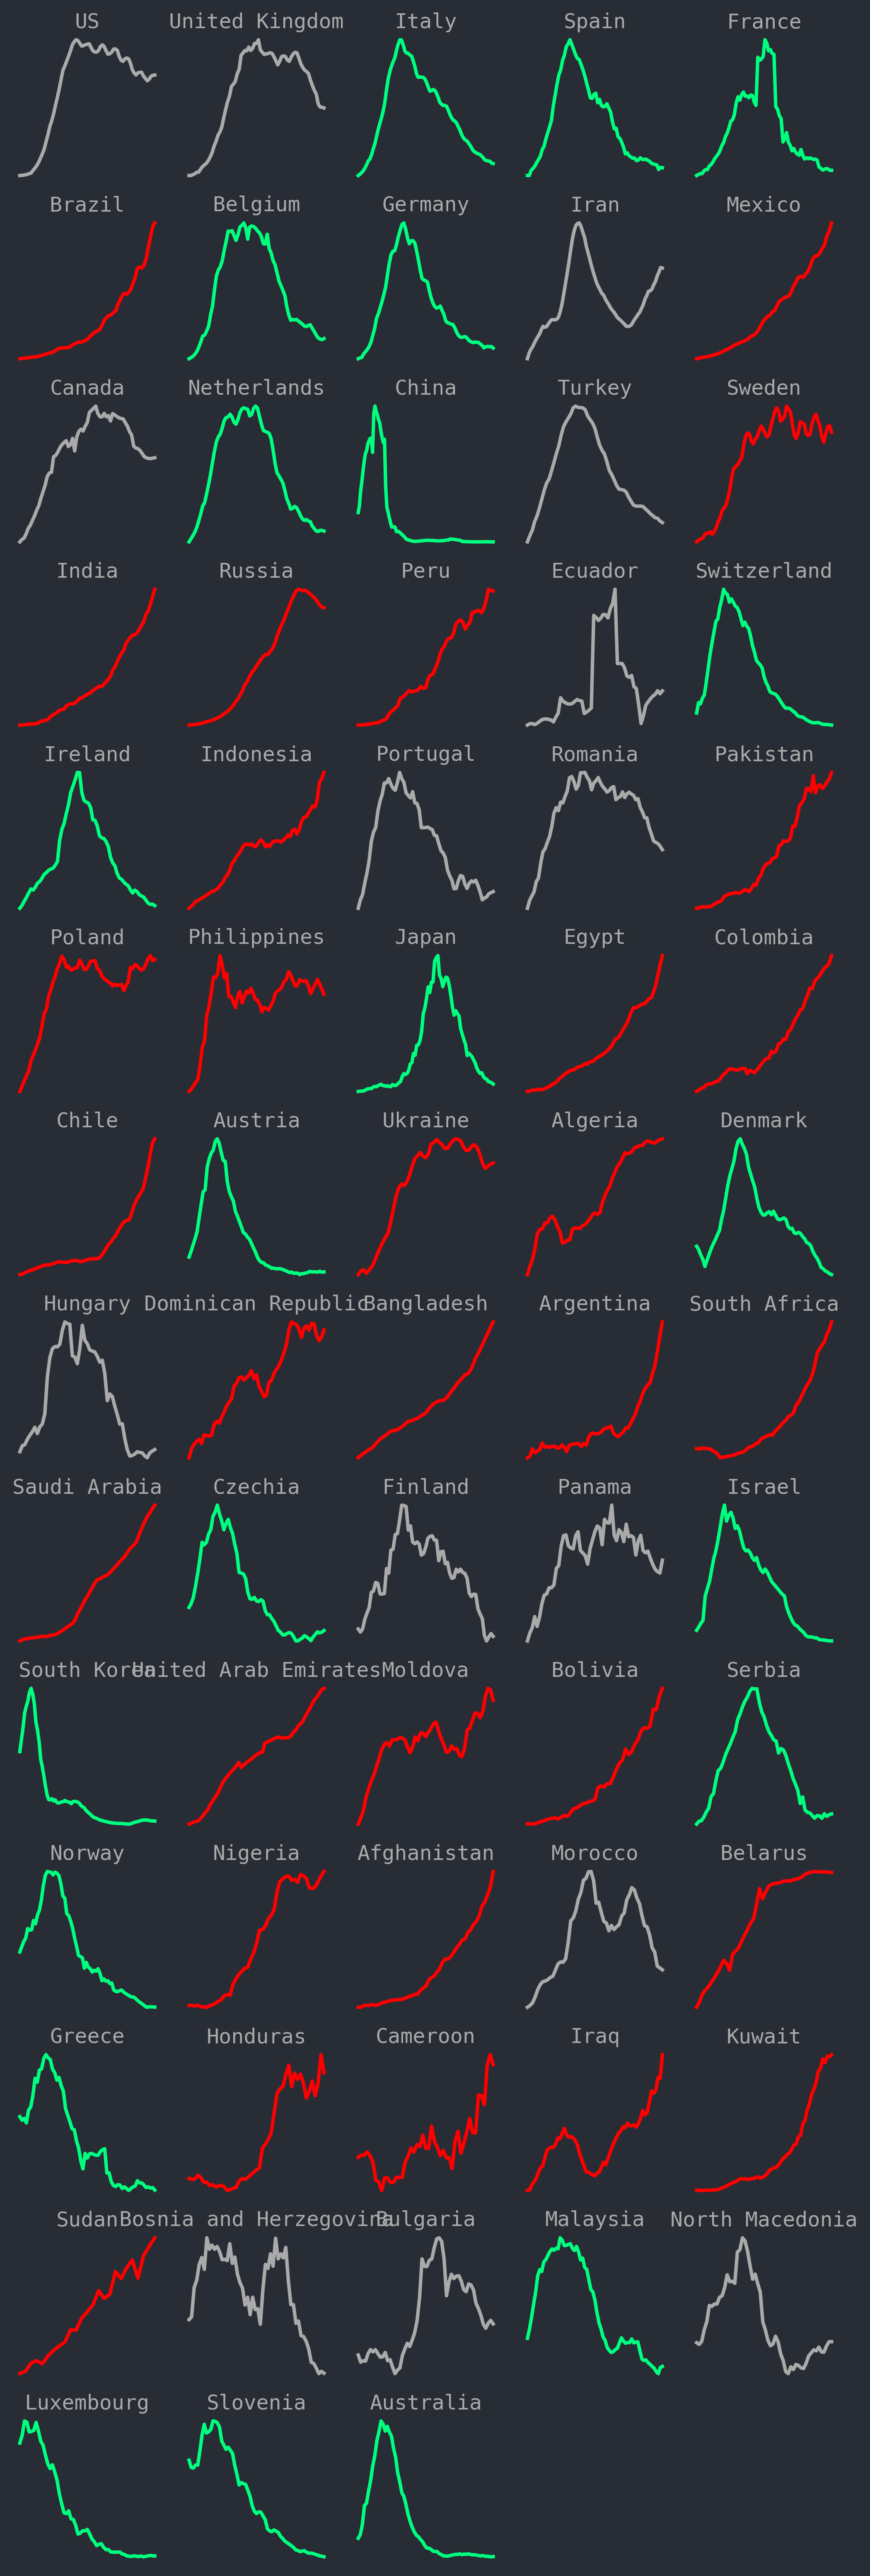 US United Kingdom Italy Spain France
Brazil Belgium Germany Iran Mexico
Canada Netherlands China Turkey Sweden
India Russia Peru Ecuador Switzerland
Ireland Indonesia Portugal Romania Pakistan
Poland Philippines Japan Egypt Colombia
Chile Austria Ukraine Algeria Denmark
Hungary Dominican Republic Bangladesh Argentina South Africa
Saudi Arabia Czechia Finland Panama Israel
South Korea United Arab Emirates Moldova Bolivia Serbia
Norway Nigeria Afghanistan Morocco Belarus
Greece Honduras Cameroon Iraq Kuwait
Sudan Bosnia and Herzegovina Bulgaria Malaysia North Macedonia
Luxembourg Slovenia Australia